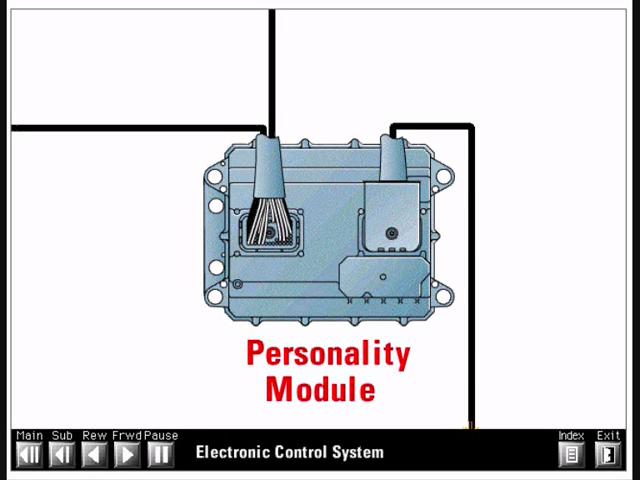 Personality
Module
Main Sub Rew Frwd Pause
Index Exit
Electronic Control System